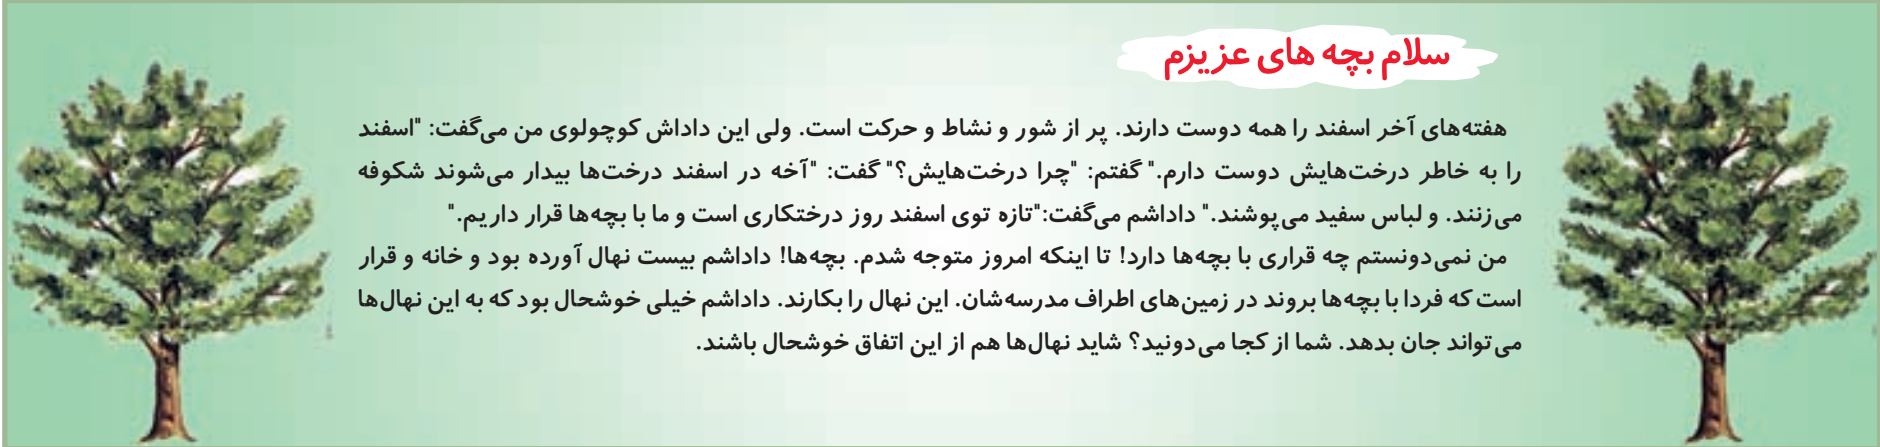 سلام بچه های عزیزم
هفته‌های آخر اسفند را همه دوست دارند. پر از شور و نشاط و حرکت است. ولی این داداش کوچولوی من می‌گفت: "اسفند
را به خاطر درخت‌هایش دوست دارم." گفتم: "چرا درخت‌هایش؟" گفت: "آخه در اسفند درخت‌ها بیدار می‌شوند شکوفه
می‌زنند. و لباس سفید می‌پوشند." داداشم می‌گفت:"تازه توی اسفند روز درختکاری است و ما با بچه‌ها قرار داریم."
من نمی‌دونستم چه قراری با بچه‌ها دارد! تا اینکه امروز متوجه شدم. بچه‌ها! داداشم بیست نهال آورده بود و خانه و قرار
است که فردا با بچه‌ها بروند در زمین‌های اطراف مدرسه‌شان. این نهال را بکارند. داداشم خیلی خوشحال بود که به این نهال‌ها
می‌تواند جان بدهد. شما از کجا می‌دونید؟ شاید نهال‌ها هم از این اتفاق خوشحال باشند.